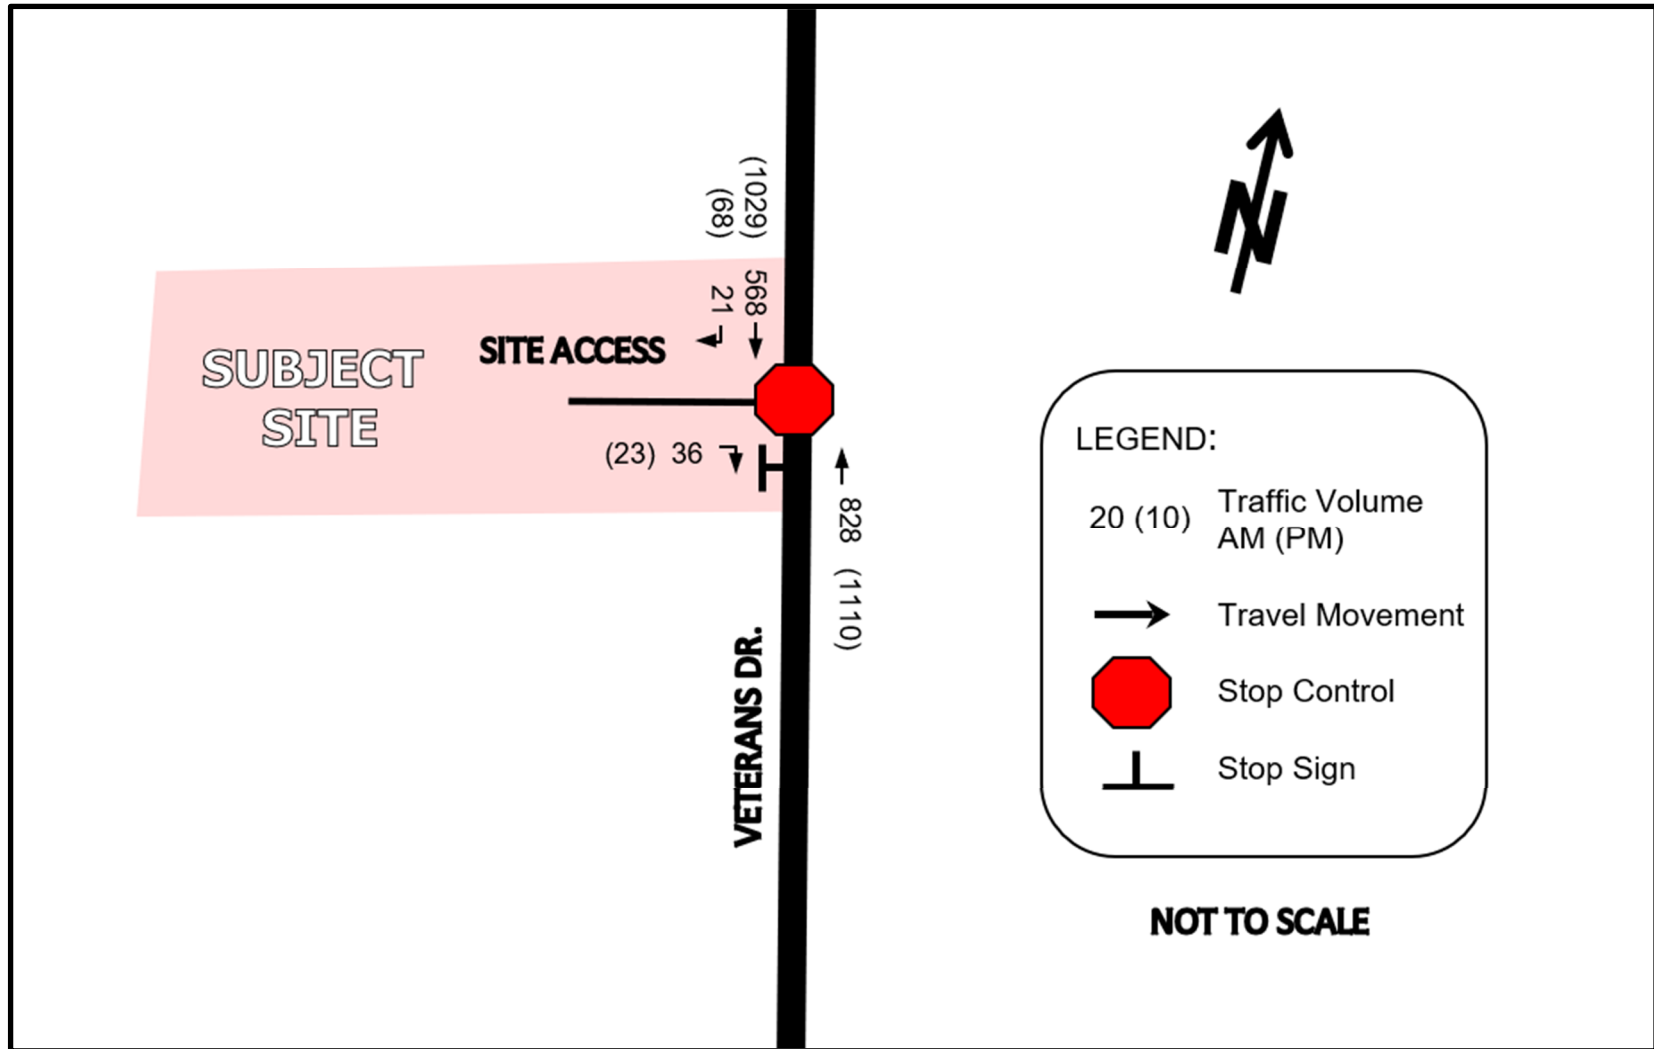 (1029)
(68)
568
21
SITE ACCESS
SUBJECT
SITE
(23) 36
828 (1110)
VETERANS DR.
N
LEGEND:
20 (10)
Traffic Volume
AM (PM)
Travel Movement
Stop Control
Stop Sign
NOT TO SCALE